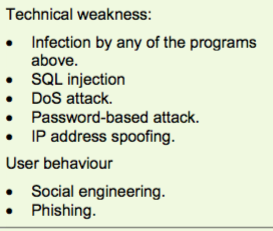 Technical weakness:
• Infection by any of the programs
above.
• SQL injection
• DoS attack.
• Password-based attack.
• IP address spoofing.
User behaviour
• Social engineering.
• Phishing.